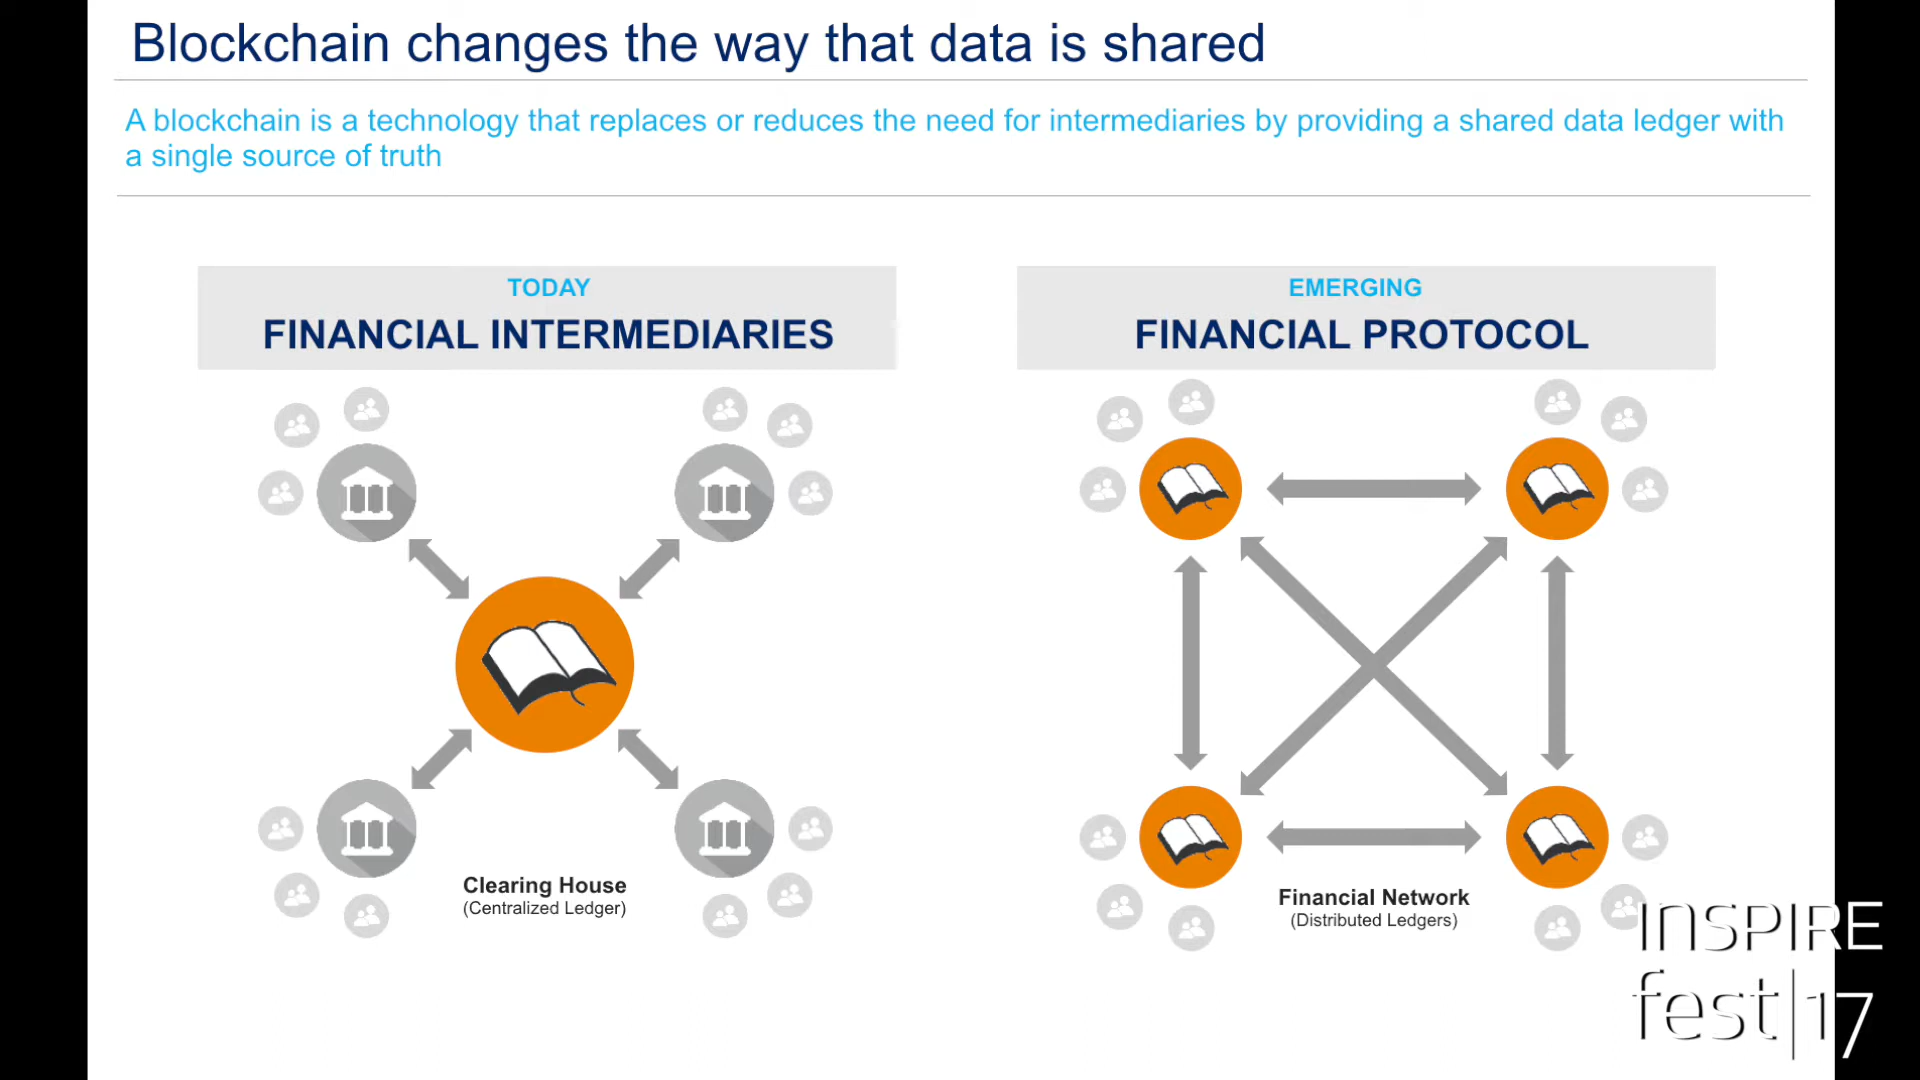 Blockchain changes the way that data is shared
A blockchain is a technology that replaces or reduces the need for intermediaries by providing a shared data ledger with
a single source of truth
TODAY
FINANCIAL INTERMEDIARIES
EMERGING
FINANCIAL PROTOCOL
Clearing House
(Centralized Ledger)
Financial Network
(Distributed Ledgers)
INSPIRE
fest|17